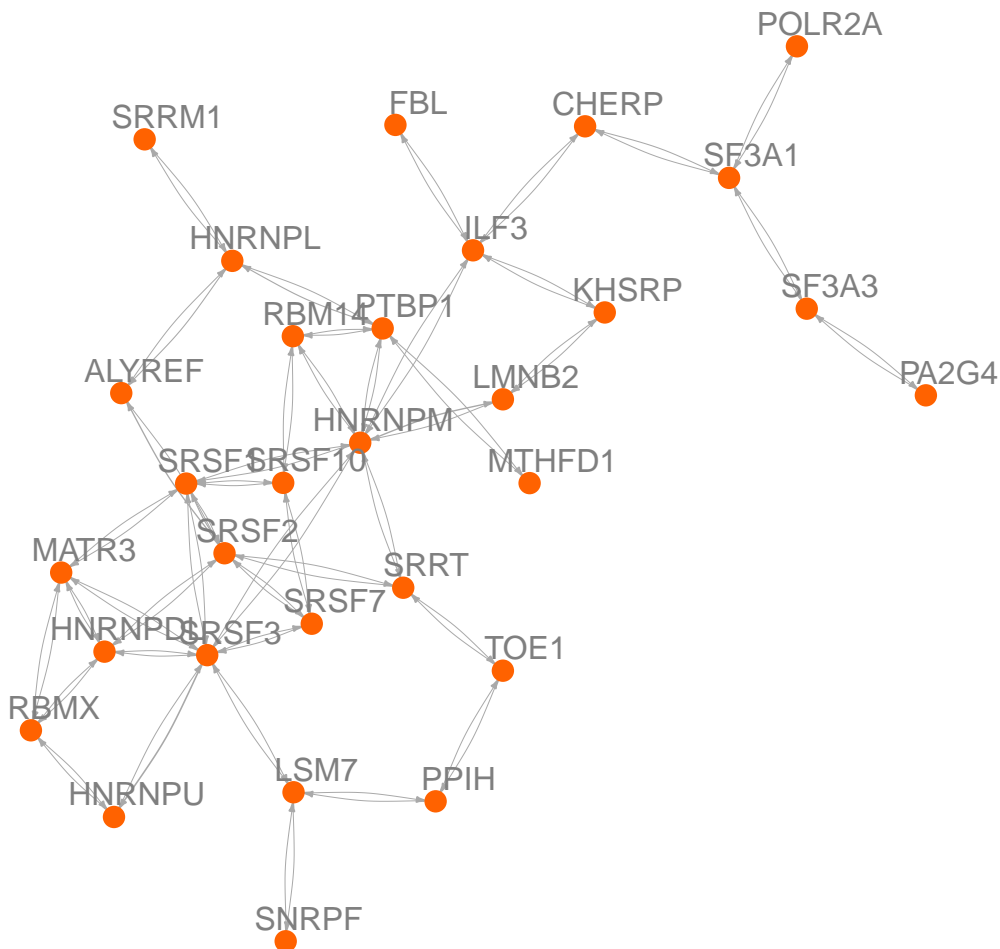 POLR2A
FBL
CHERP
SRRM1
SF3A1
ILF3
HNRNPL
SF3A3
KHSRP
PTBP1
RBM14
ALYREF
PA2G4
LMNB2
HNRNPM
SRSF1
SRSF10
MTHFD1
SRSF2
MATR3
SRRT
SRSF7
HNRNPDL
SRSF3
TOE1
RBMX
LSM7
PPIH
HNRNPU
SNRPF